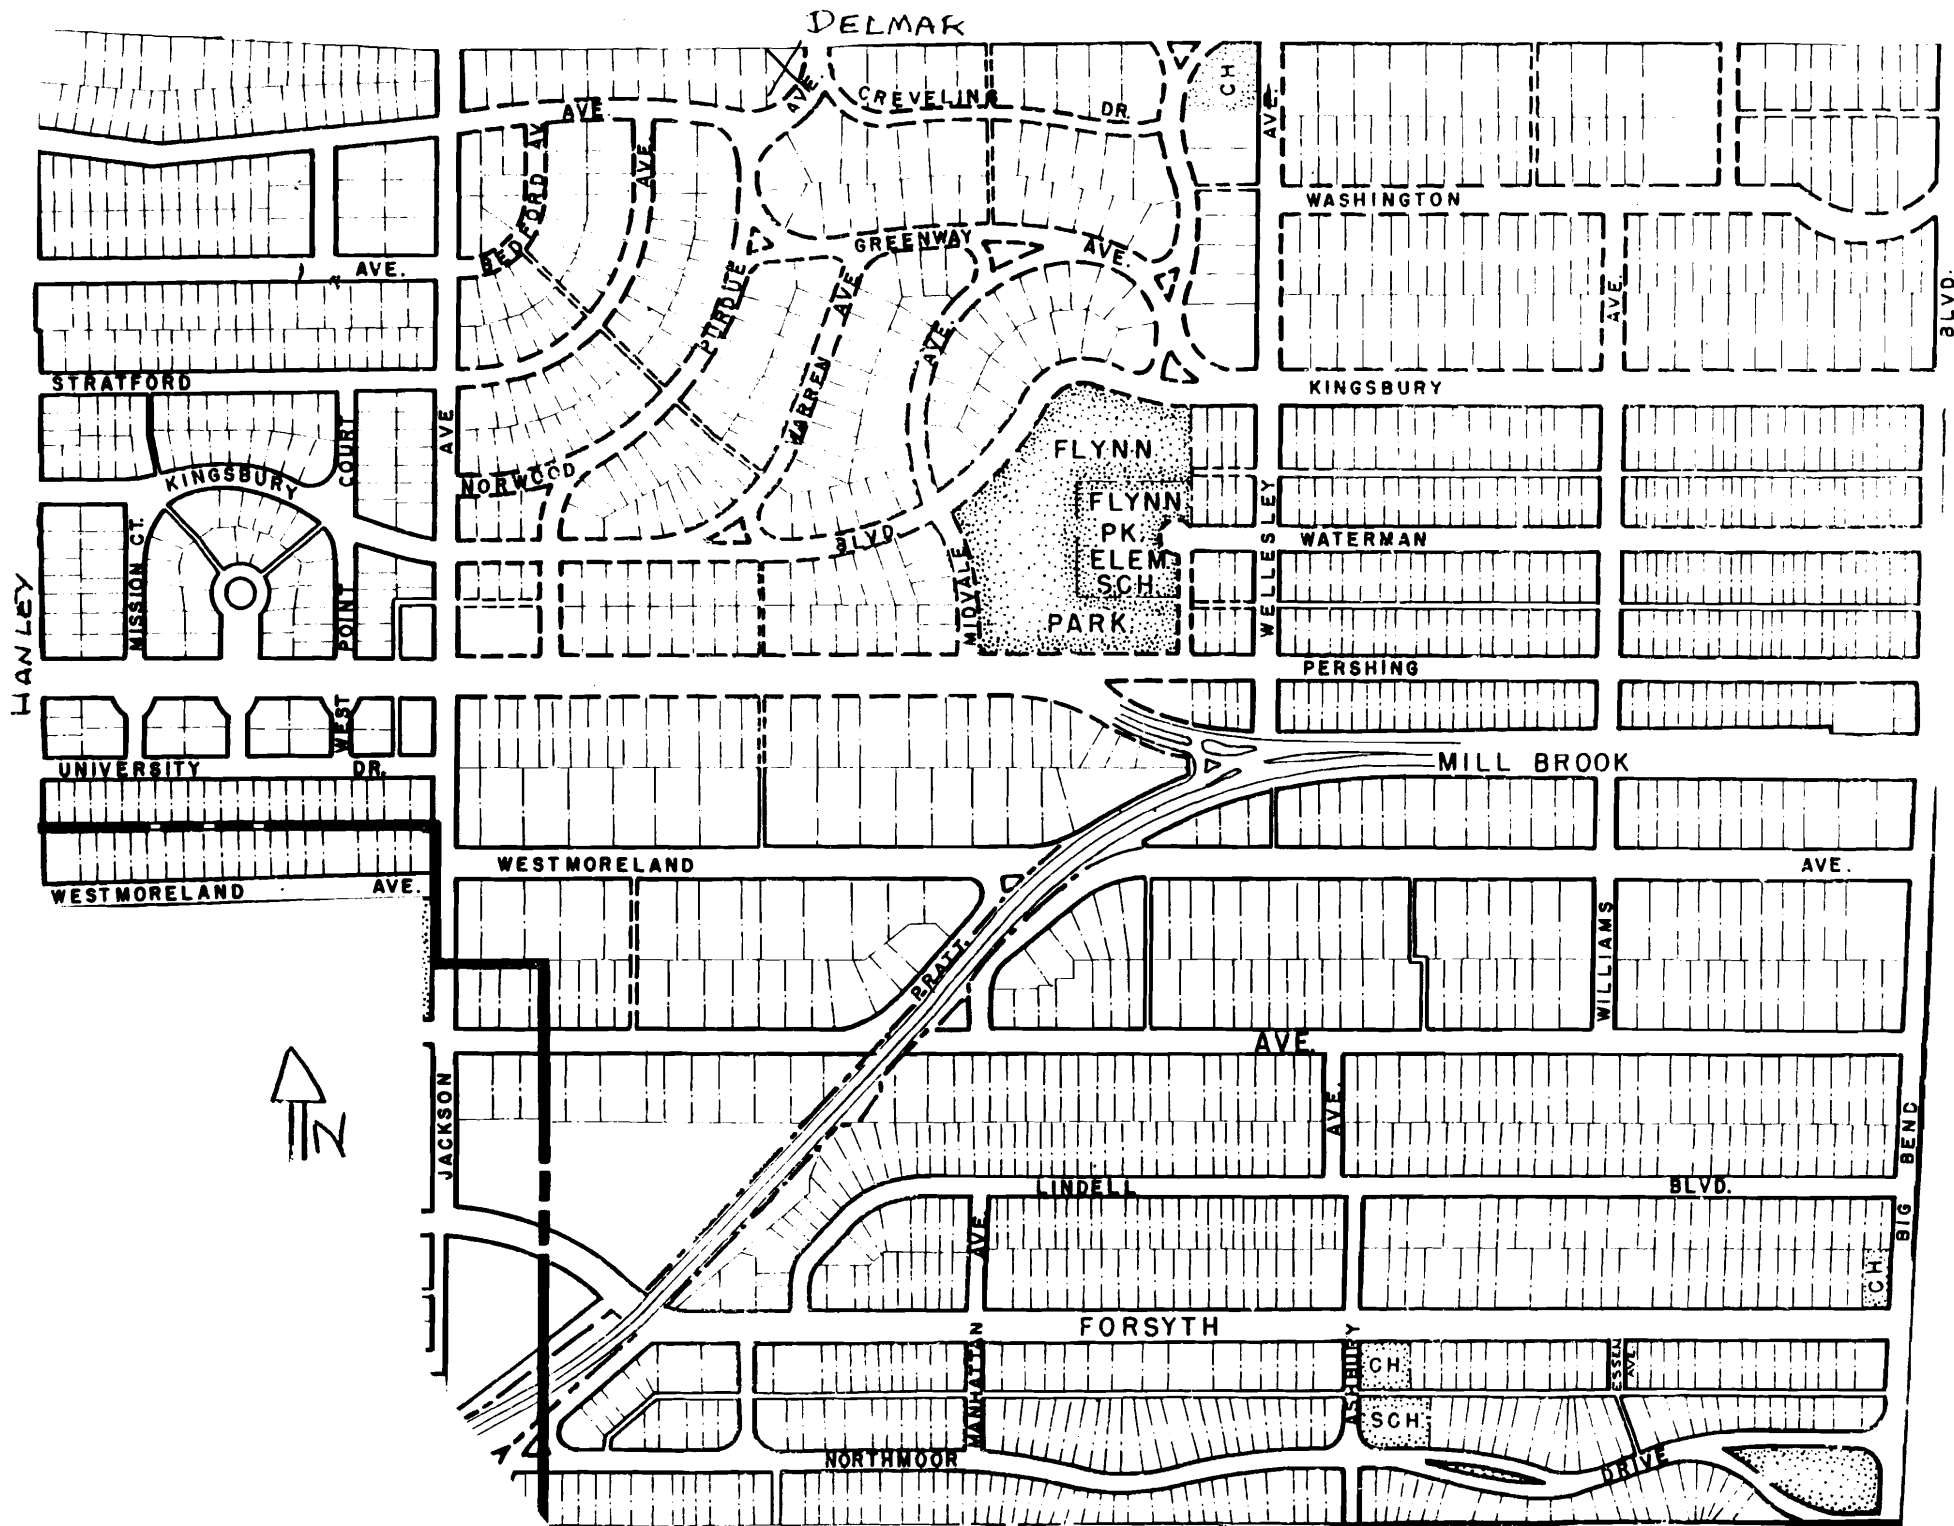 DELMAR
CREVELING
DR.
AVE.
CH
AVE.
AVE
BEDFORD AV.
AVE.
WASHINGTON
GREENWAY
AVE.
AVE.
PURDUE
AVE.
AVE.
AVE.
BLVD.
STRATFORD
KINGSBURY
WARREN
AVE
COURT
KINGSBURY
NORWOOD
FLYNN
FLYNN
PK.
ELEM
SCH.
PARK
WELLESLEY
WATERMAN
BLVD.
MIDVALE
MISSION CT.
POINT
HANLEY
WEST
PERSHING
UNIVERSITY
DR.
MILL BROOK
WESTMORELAND
AVE.
WESTMORELAND
AVE.
WILLIAMS
PRATT
AVE.
N
JACKSON
AVE.
BEND
LINDELL
BLVD.
BIG
AVE.
CH.
FORSYTH
MANHATTAN
ASHBURY
CH.
ESSEN
AVE.
SCH.
NORTHMOOR
DRIVE